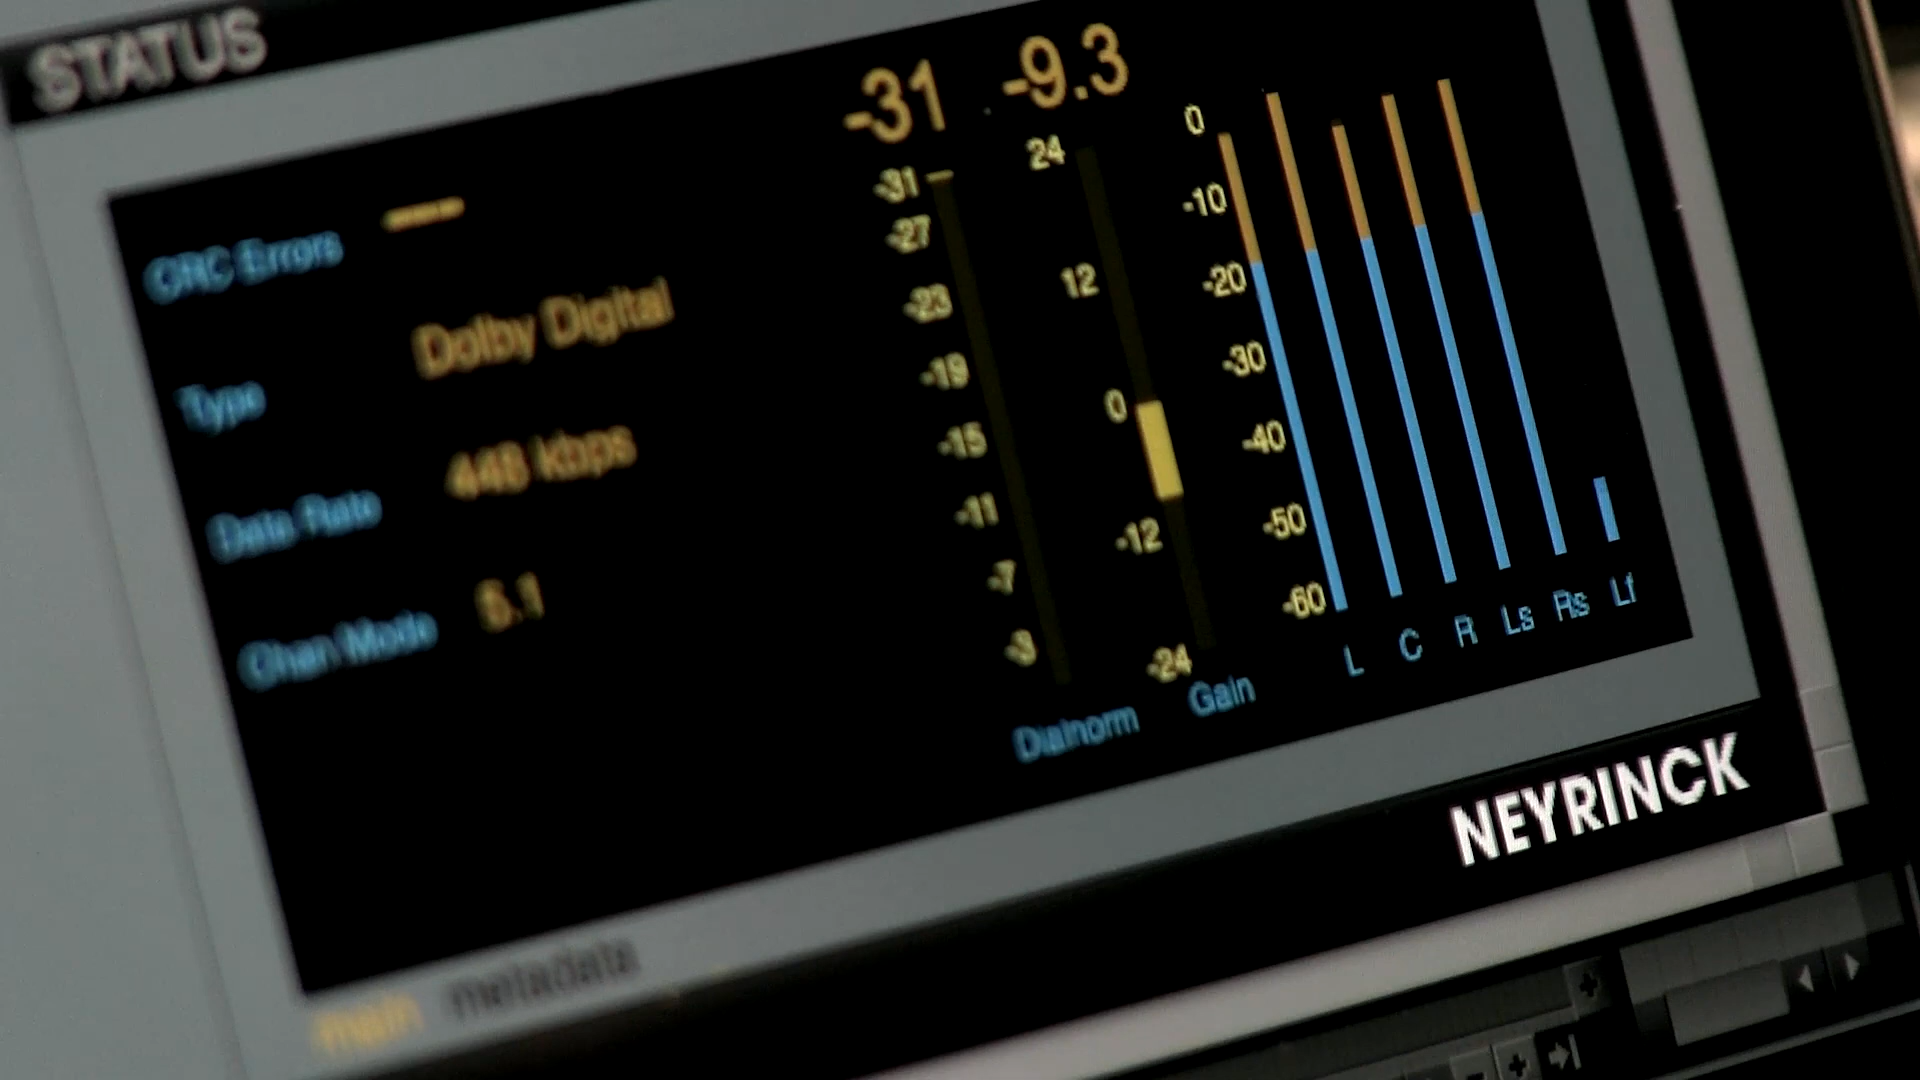 STATUS
-31 -9.3
CRC Errors
Type Dolby Digital
Data Rate 448 kbps
Chan Mode 5.1
-31
-27
-23
-19
-15
-11
-7
-3
Dialnorm
24
12
0
-12
-24
Gain
0
-10
-20
-30
-40
-50
-60
L C R Ls Rs Lf
NEYRINCK
main metadata